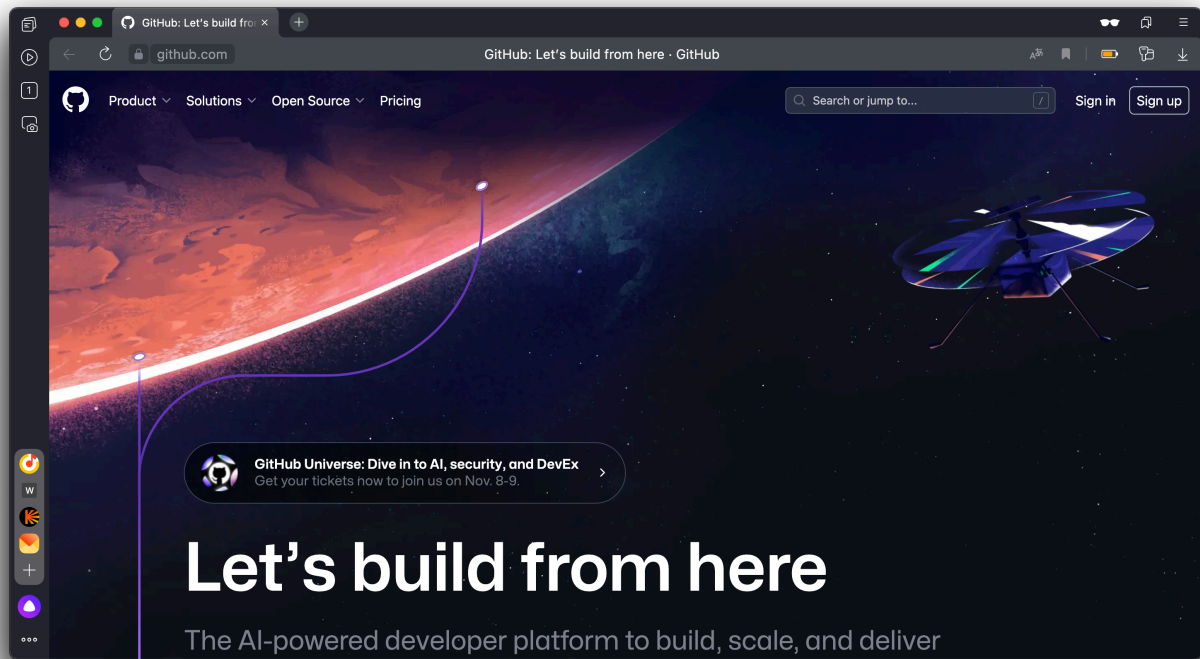 GitHub: Let's build fro
github.com
GitHub: Let's build from here · GitHub
1
Product
Solutions
Open Source
Pricing
Search or jump to...
/
Sign in
Sign up
GitHub Universe: Dive in to AI, security, and DevEx
Get your tickets now to join us on Nov. 8-9.
W
Let’s build from here
The AI-powered developer platform to build, scale, and deliver